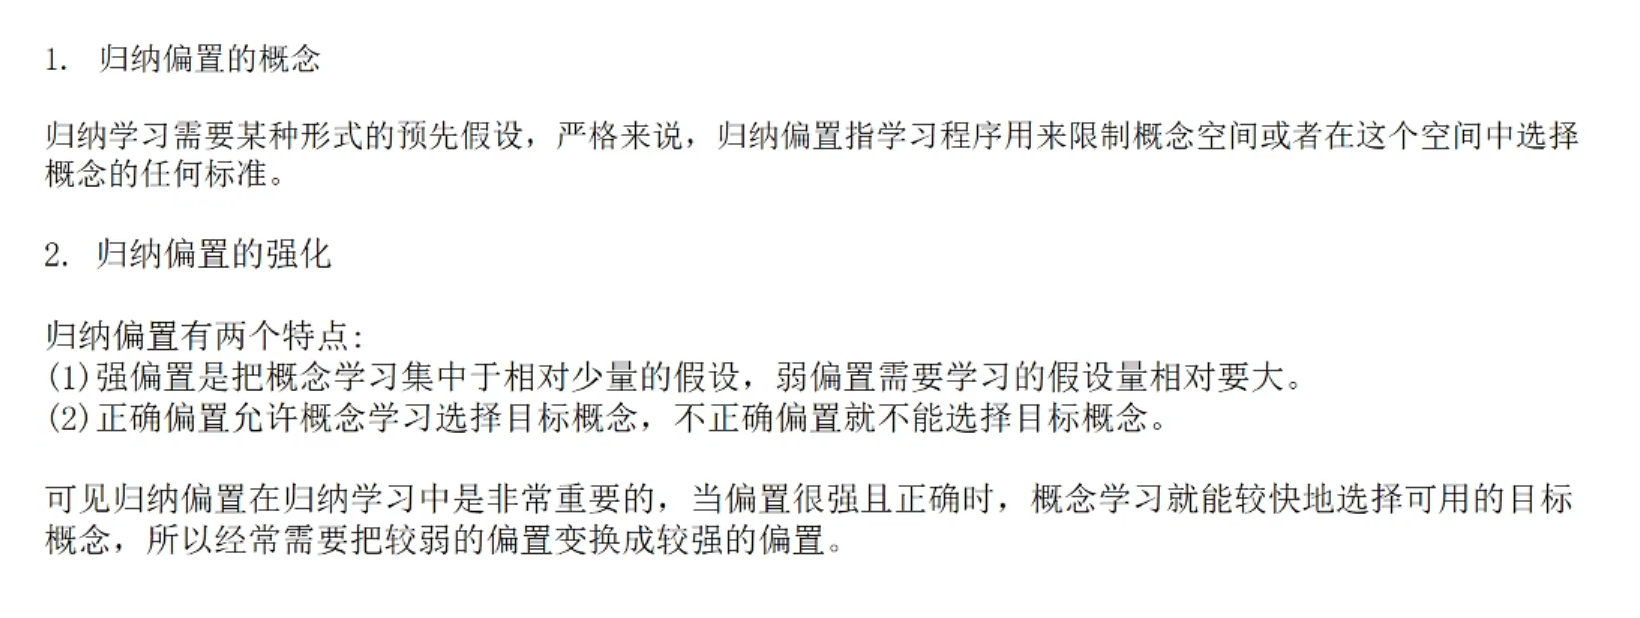 1. 归纳偏置的概念
归纳学习需要某种形式的预先假设，严格来说，归纳偏置指学习程序用来限制概念空间或者在这个空间中选择
概念的任何标准。
2. 归纳偏置的强化
归纳偏置有两个特点:
(1)强偏置是把概念学习集中于相对少量的假设，弱偏置需要学习的假设量相对要大。
(2)正确偏置允许概念学习选择目标概念，不正确偏置就不能选择目标概念。
可见归纳偏置在归纳学习中是非常重要的，当偏置很强且正确时，概念学习就能较快地选择可用的目标
概念，所以经常需要把较弱的偏置变换成较强的偏置。